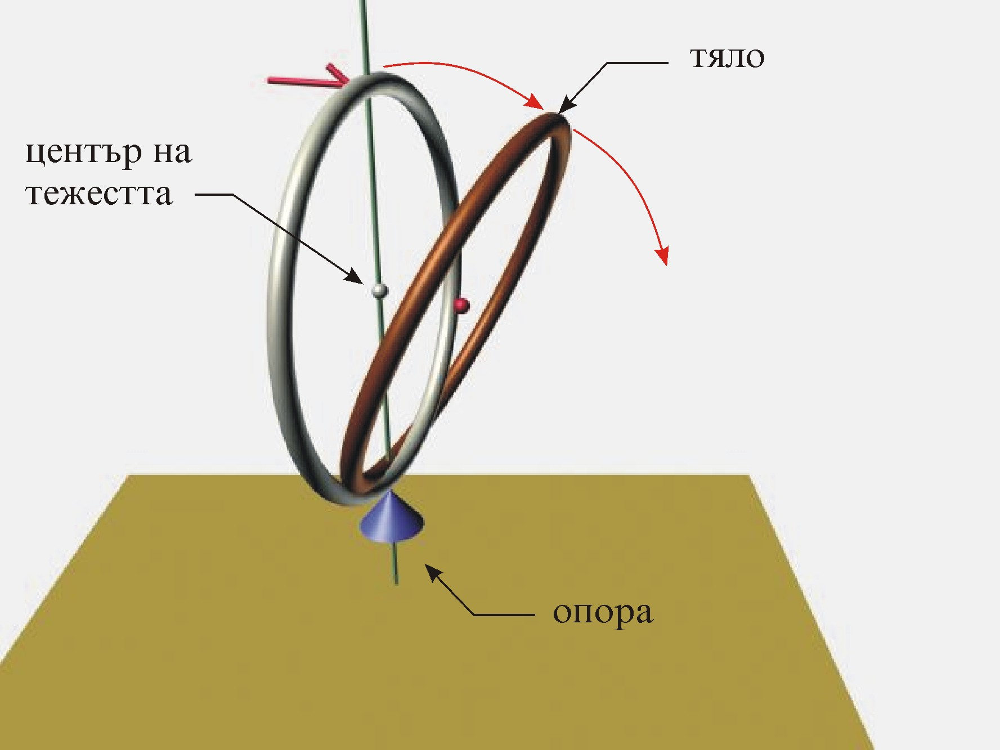 тяло
център на
тежестта
опора